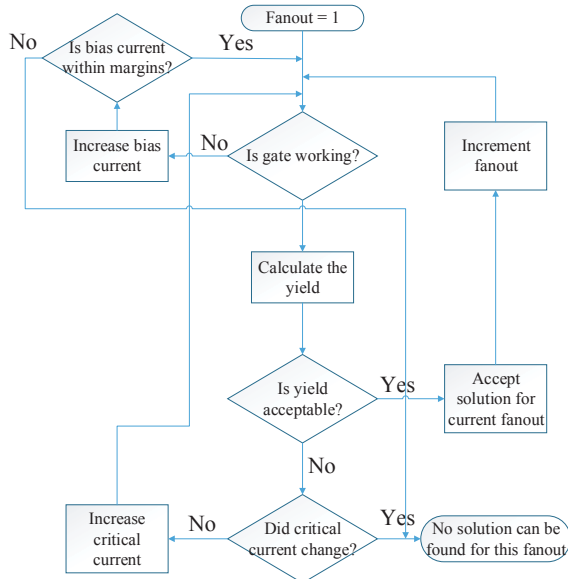 Fanout = 1
No
Is bias current
within margins?
Yes
Increase bias
current
No
Is gate working?
Increment
fanout
Calculate the
yield
Is yield
acceptable?
Yes
Accept
solution for
current fanout
No
Increase
critical
current
No
Did critical
current change?
Yes
No solution can be
found for this fanout